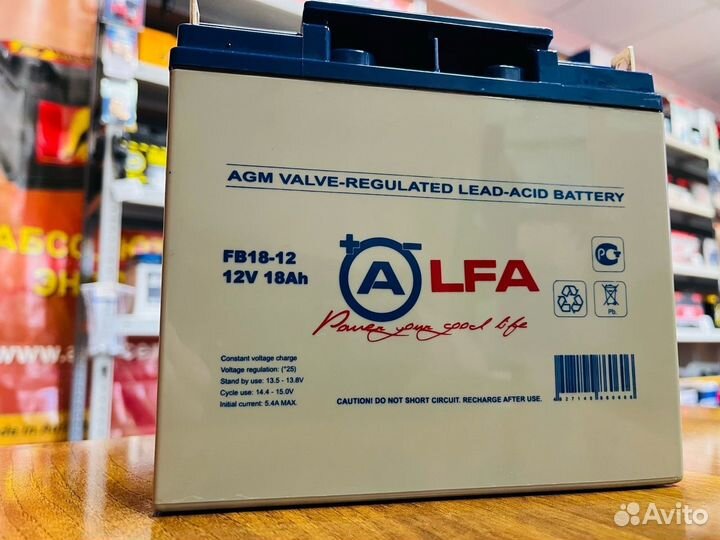 AGM VALVE-REGULATED LEAD-ACID BATTERY
FB18-12
12V 18Ah
ALFA
Power your good life
Constant voltage charge
Voltage regulation: (°25)
Stand by use: 13.5 - 13.8V
Cycle use: 14.4 - 15.0V
Initial current: 5.4A MAX.
CAUTION! DO NOT SHORT CIRCUIT. RECHARGE AFTER USE.
Pb
АБСО
ЭН
Avito